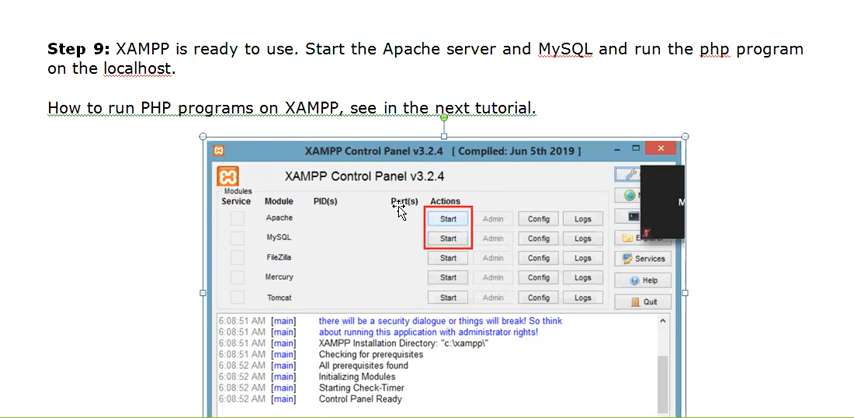 Step 9: XAMPP is ready to use. Start the Apache server and MySQL and run the php program
on the localhost.
How to run PHP programs on XAMPP, see in the next tutorial.
XAMPP Control Panel v3.2.4 [ Compiled: Jun 5th 2019 ]
XAMPP Control Panel v3.2.4
Modules
Service Module PID(s) Port(s) Actions
Apache Start Admin Config Logs
MySQL Start Admin Config Logs
FileZilla Start Admin Config Logs
Mercury Start Admin Config Logs
Tomcat Start Admin Config Logs
M
Services
Help
Quit
6:08:51 AM [main] there will be a security dialogue or things will break! So think
6:08:51 AM [main] about running this application with administrator rights!
6:08:51 AM [main] XAMPP Installation Directory: "c:\xampp\"
6:08:51 AM [main] Checking for prerequisites
6:08:52 AM [main] All prerequisites found
6:08:52 AM [main] Initializing Modules
6:08:52 AM [main] Starting Check-Timer
6:08:52 AM [main] Control Panel Ready